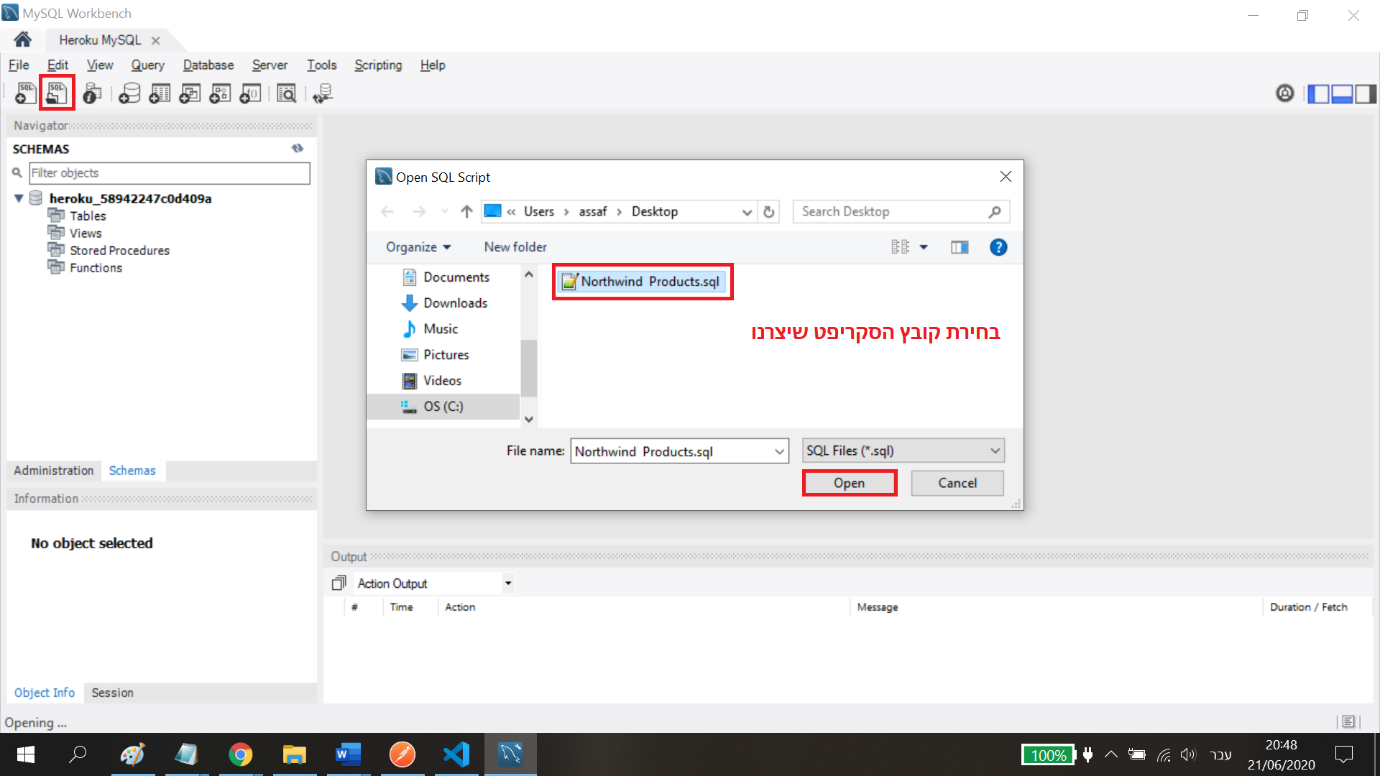 MySQL Workbench
Heroku MySQL
File Edit View Query Database Server Tools Scripting Help
Navigator
SCHEMAS
Filter objects
heroku_58942247c0d409a
Tables
Views
Stored Procedures
Functions
Administration Schemas
Information
No object selected
Object Info Session
Opening ...
Open SQL Script
« Users › assaf › Desktop
Search Desktop
Organize New folder
Documents
Downloads
Music
Pictures
Videos
OS (C:)
Northwind Products.sql
בחירת קובץ הסקריפט שיצרנו
File name: Northwind Products.sql
SQL Files (*.sql)
Open Cancel
Output
Action Output
# Time Action Message Duration / Fetch
100%
עבר
20:48
21/06/2020